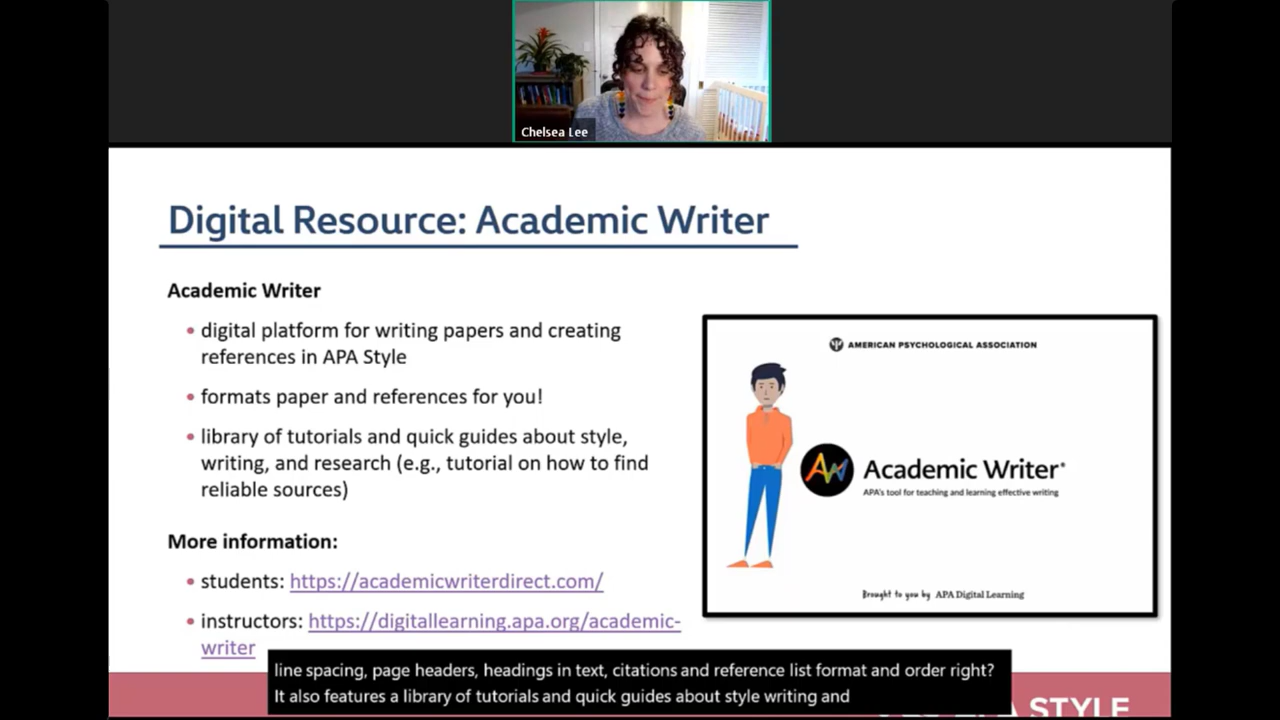 Chelsea Lee
Digital Resource: Academic Writer
Academic Writer
• digital platform for writing papers and creating
references in APA Style
• formats paper and references for you!
• library of tutorials and quick guides about style,
writing, and research (e.g., tutorial on how to find
reliable sources)
More information:
• students: https://academicwriterdirect.com/
• instructors: https://digitallearning.apa.org/academic-
writer
AMERICAN PSYCHOLOGICAL ASSOCIATION
AW Academic Writer®
APA's tool for teaching and learning effective writing
Brought to you by APA Digital Learning
line spacing, page headers, headings in text, citations and reference list format and order right?
It also features a library of tutorials and quick guides about style writing and
STYLE